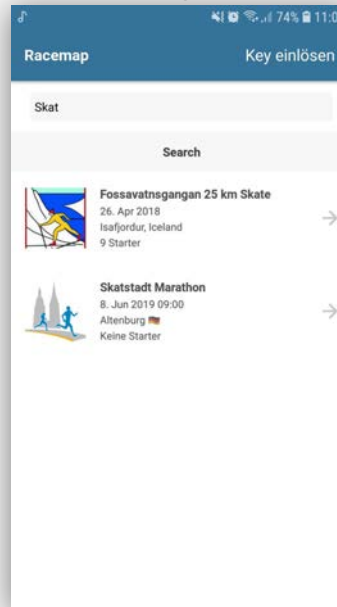 74% 11:0
Racemap
Key einlösen
Skat
Search
Fossavatnsgangan 25 km Skate
26. Apr 2018
Isafjordur, Iceland
9 Starter
Skatstadt Marathon
8. Jun 2019 09:00
Altenburg 🇩🇪
Keine Starter